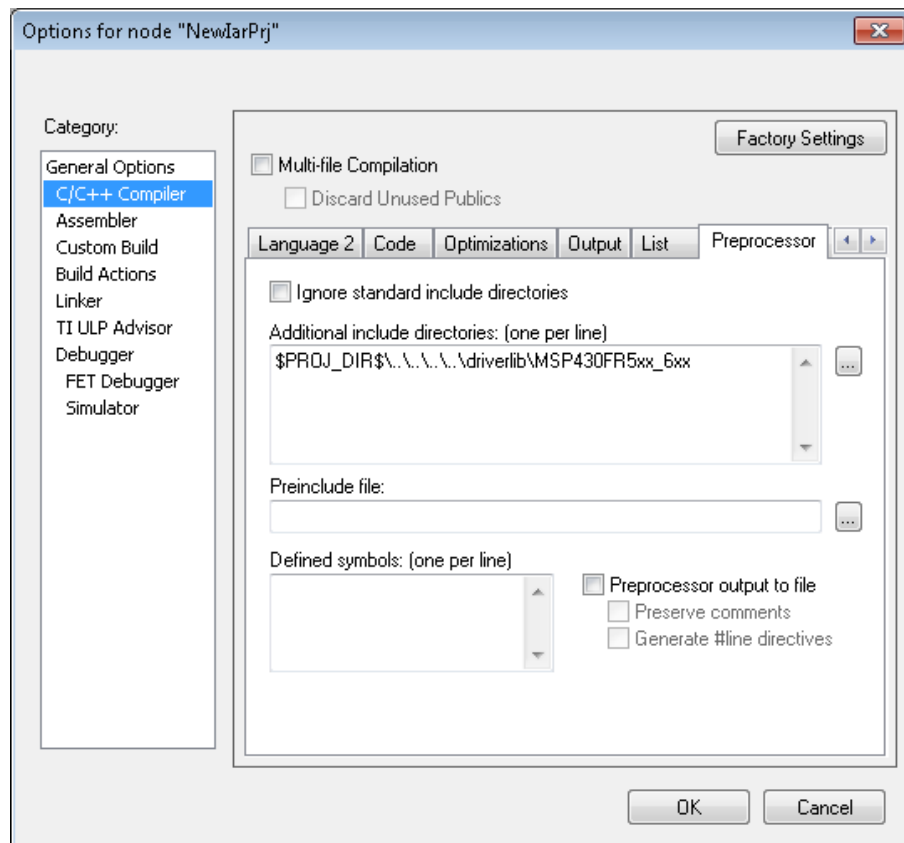 Options for node "NewIarPrj"
Category:
General Options
C/C++ Compiler
Assembler
Custom Build
Build Actions
Linker
TI ULP Advisor
Debugger
FET Debugger
Simulator
Factory Settings
Multi-file Compilation
Discard Unused Publics
Language 2 Code Optimizations Output List Preprocessor
Ignore standard include directories
Additional include directories: (one per line)
$PROJ_DIR$\..\..\..\..\driverlib\MSP430FR5xx_6xx
...
Preinclude file:
...
Defined symbols: (one per line)
Preprocessor output to file
Preserve comments
Generate #line directives
OK Cancel